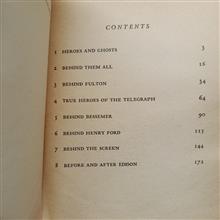 CONTENTS
1 HEROES AND GHOSTS 3
2 BEHIND THEM ALL 16
3 BEHIND FULTON 34
4 TRUE HEROES OF THE TELEGRAPH 64
5 BEHIND BESSEMER 90
6 BEHIND HENRY FORD 115
7 BEHIND THE SCREEN 144
8 BEFORE AND AFTER EDISON 172